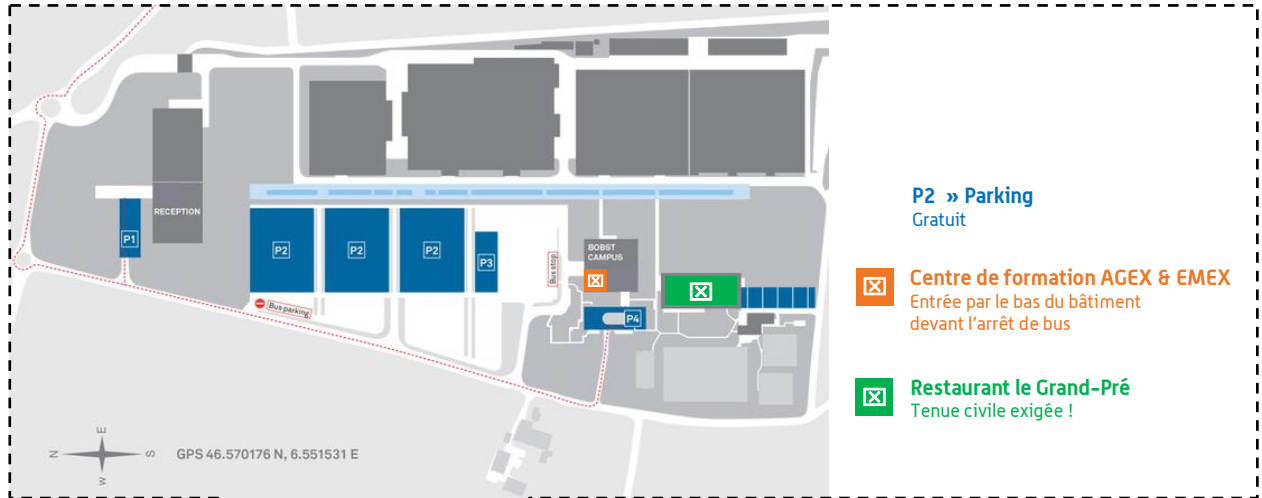 RECEPTION
P1
P2
P2
P2
P3
Bus stop
BOBST
CAMPUS
P4
Bus parking
E
N
S
W
GPS 46.570176 N, 6.551531 E
P2 » Parking
Gratuit
Centre de formation AGEX & EMEX
Entrée par le bas du bâtiment
devant l'arrêt de bus
Restaurant le Grand-Pré
Tenue civile exigée !